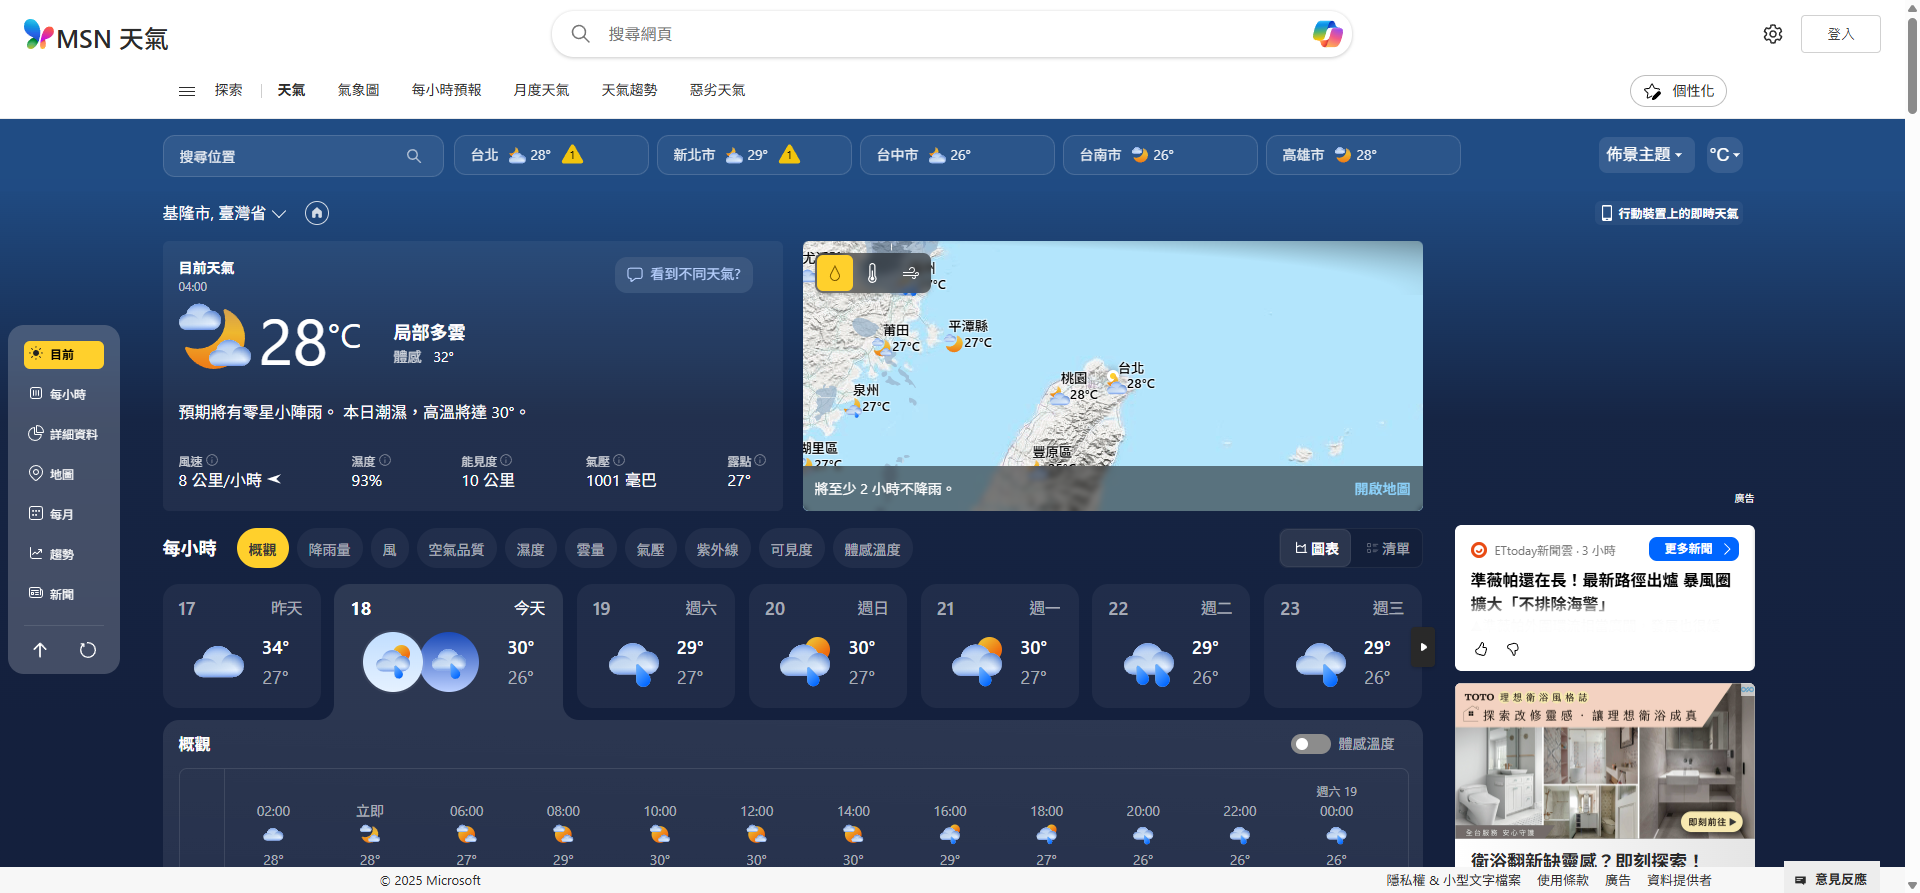 MSN 天氣
搜尋網頁
登入
探索
天氣
氣象圖
每小時預報
月度天氣
天氣趨勢
惡劣天氣
個性化
搜尋位置
台北 28° 1
新北市 29° 1
台中市 26°
台南市 26°
高雄市 28°
佈景主題
°C
基隆市, 臺灣省
行動裝置上的即時天氣
目前
每小時
詳細資料
地圖
每月
趨勢
新聞
目前天氣
04:00
看到不同天氣?
28°C
局部多雲
體感 32°
預期將有零星小陣雨。 本日潮濕，高溫將達 30°。
風速
8 公里/小時
濕度
93%
能見度
10 公里
氣壓
1001 毫巴
露點
27°
莆田
27°C
平潭縣
27°C
泉州
27°C
桃園
28°C
台北
28°C
湖里區
27°C
豐原區
將至少 2 小時不降雨。
開啟地圖
每小時
概觀
降雨量
風
空氣品質
濕度
雲量
氣壓
紫外線
可見度
體感溫度
圖表
清單
17 昨天
34°
27°
18 今天
30°
26°
19 週六
29°
27°
20 週日
30°
27°
21 週一
30°
27°
22 週二
29°
26°
23 週三
29°
26°
概觀
體感溫度
週六 19
02:00 立即 06:00 08:00 10:00 12:00 14:00 16:00 18:00 20:00 22:00 00:00
28° 28° 27° 29° 30° 30° 30° 29° 27° 26° 26° 26°
廣告
ETtoday新聞雲 · 3 小時
更多新聞
準薇帕還在長！最新路徑出爐 暴風圈
擴大「不排除海警」
TOTO 理想衛浴風格誌
探索改修靈感．讓理想衛浴成真
全台服務 安心守護
即刻前往
衛浴翻新缺靈感？即刻探索！
© 2025 Microsoft
隱私權 & 小型文字檔案
使用條款
廣告
資料提供者
意見反應